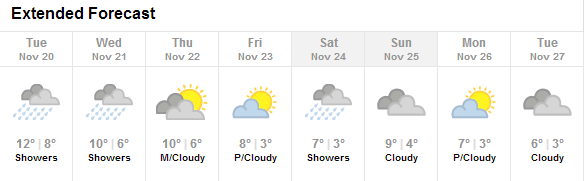 Extended Forecast
Tue Wed Thu Fri Sat Sun Mon Tue
Nov 20 Nov 21 Nov 22 Nov 23 Nov 24 Nov 25 Nov 26 Nov 27
12° | 8° 10° | 6° 10° | 6° 8° | 3° 7° | 3° 9° | 4° 7° | 3° 6° | 3°
Showers Showers M/Cloudy P/Cloudy Showers Cloudy P/Cloudy Cloudy